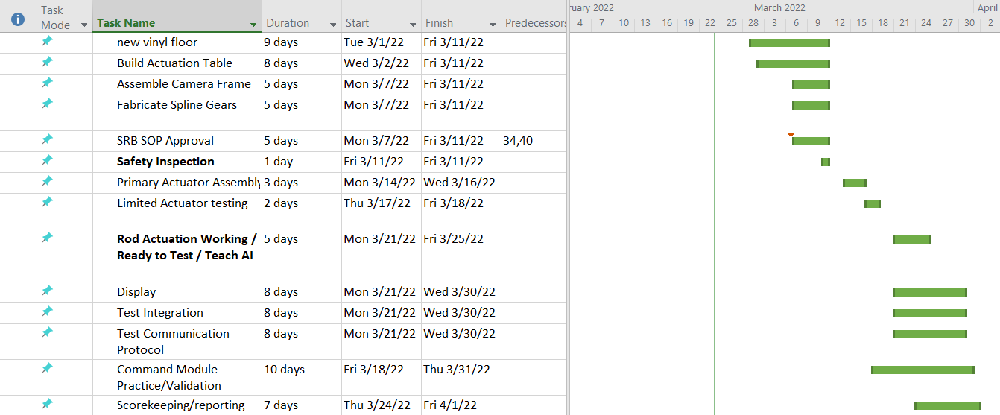 ruary 2022 March 2022 April
Task
Mode Task Name Duration Start Finish Predecessors
4 7 10 13 16 19 22 25 28 3 6 9 12 15 18 21 24 27 30 2
new vinyl floor 9 days Tue 3/1/22 Fri 3/11/22
Build Actuation Table 8 days Wed 3/2/22 Fri 3/11/22
Assemble Camera Frame 5 days Mon 3/7/22 Fri 3/11/22
Fabricate Spline Gears 5 days Mon 3/7/22 Fri 3/11/22
SRB SOP Approval 5 days Mon 3/7/22 Fri 3/11/22 34,40
Safety Inspection 1 day Fri 3/11/22 Fri 3/11/22
Primary Actuator Assembly 3 days Mon 3/14/22 Wed 3/16/22
Limited Actuator testing 2 days Thu 3/17/22 Fri 3/18/22
Rod Actuation Working / 5 days Mon 3/21/22 Fri 3/25/22
Ready to Test / Teach AI
Display 8 days Mon 3/21/22 Wed 3/30/22
Test Integration 8 days Mon 3/21/22 Wed 3/30/22
Test Communication 8 days Mon 3/21/22 Wed 3/30/22
Protocol
Command Module 10 days Fri 3/18/22 Thu 3/31/22
Practice/Validation
Scorekeeping/reporting 7 days Thu 3/24/22 Fri 4/1/22